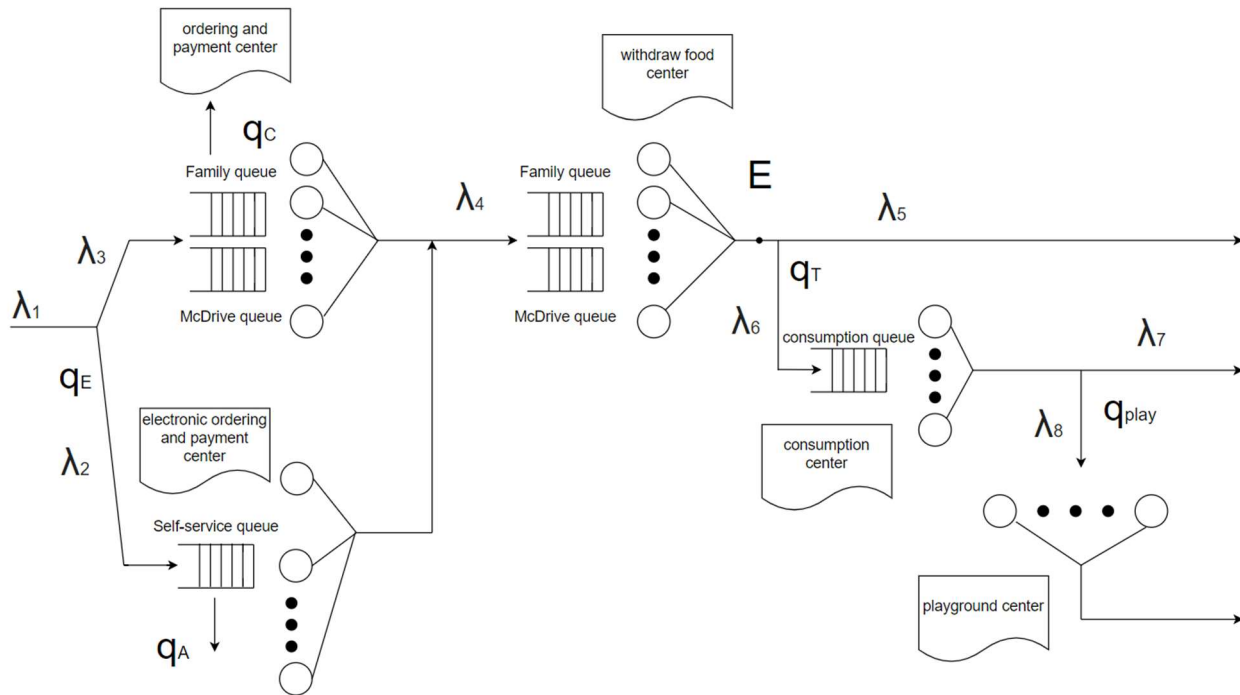 ordering and
payment center
withdraw food
center
qC
Family queue
McDrive queue
λ3
λ1
λ4
Family queue
McDrive queue
E
λ5
qT
λ6
consumption queue
λ7
qE
λ2
electronic ordering
and payment
center
Self-service queue
qA
consumption
center
λ8
qplay
playground center